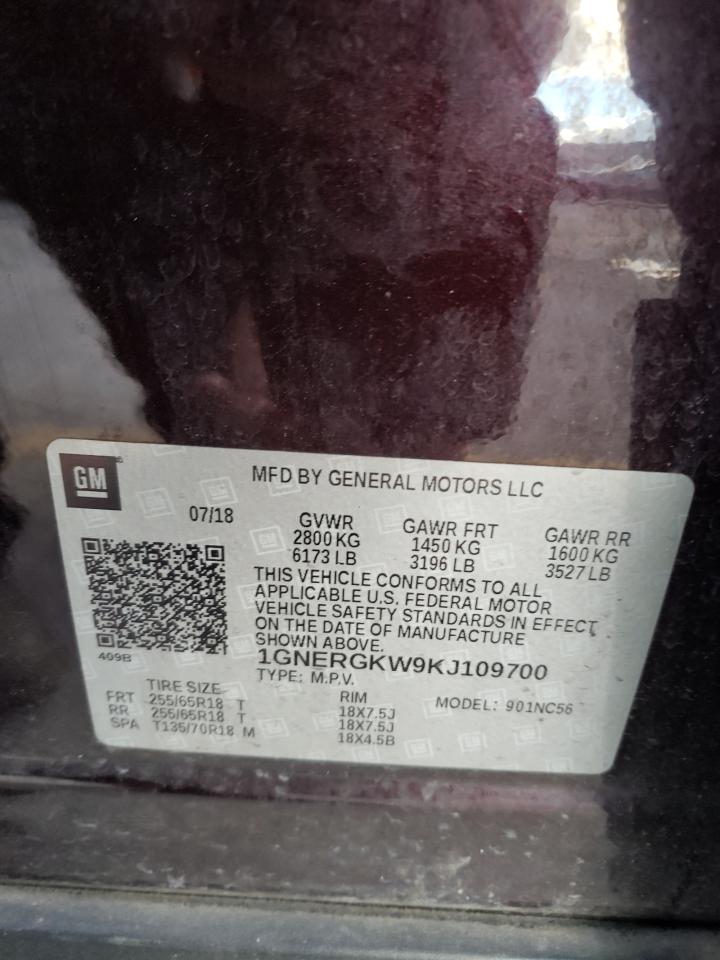 GM
MFD BY GENERAL MOTORS LLC
07/18 GVWR GAWR FRT GAWR RR
2800 KG 1450 KG 1600 KG
6173 LB 3196 LB 3527 LB
THIS VEHICLE CONFORMS TO ALL
APPLICABLE U.S. FEDERAL MOTOR
VEHICLE SAFETY STANDARDS IN EFFECT
ON THE DATE OF MANUFACTURE
SHOWN ABOVE.
409B
1GNERGKW9KJ109700
TYPE: M.P.V.
TIRE SIZE RIM MODEL: 901NC56
FRT 255/65R18 T 18X7.5J
RR 255/65R18 T 18X7.5J
SPA T135/70R18 M 18X4.5B